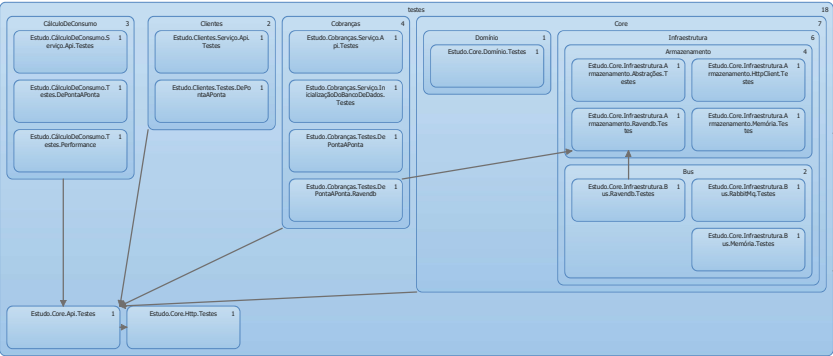 testes 18
CálculoDeConsumo 3
Estudo.CálculoDeConsumo.S 1
erviço.Api.Testes
Estudo.CálculoDeConsumo.T 1
estes.DePontaAPonta
Estudo.CálculoDeConsumo.T 1
estes.Performance
Clientes 2
Estudo.Clientes.Serviço.Api. 1
Testes
Estudo.Clientes.Testes.DePo 1
ntaAPonta
Cobranças 4
Estudo.Cobranças.Serviço.A 1
pi.Testes
Estudo.Cobranças.Serviço.In 1
icializaçãoDoBancoDeDados.
Testes
Estudo.Cobranças.Testes.De 1
PontaAPonta
Estudo.Cobranças.Testes.De 1
PontaAPonta.Ravendb
Core 7
Domínio 1
Estudo.Core.Domínio.Testes 1
Infraestrutura 6
Armazenamento 4
Estudo.Core.Infraestrutura.A 1
rmazenamento.Abstrações.T
estes
Estudo.Core.Infraestrutura.A 1
rmazenamento.HttpClient.Te
stes
Estudo.Core.Infraestrutura.A 1
rmazenamento.Ravendb.Tes
tes
Estudo.Core.Infraestrutura.A 1
rmazenamento.Memória.Tes
tes
Bus 2
Estudo.Core.Infraestrutura.B 1
us.Ravendb.Testes
Estudo.Core.Infraestrutura.B 1
us.RabbitMq.Testes
Estudo.Core.Infraestrutura.B 1
us.Memória.Testes
Estudo.Core.Api.Testes 1
Estudo.Core.Http.Testes 1